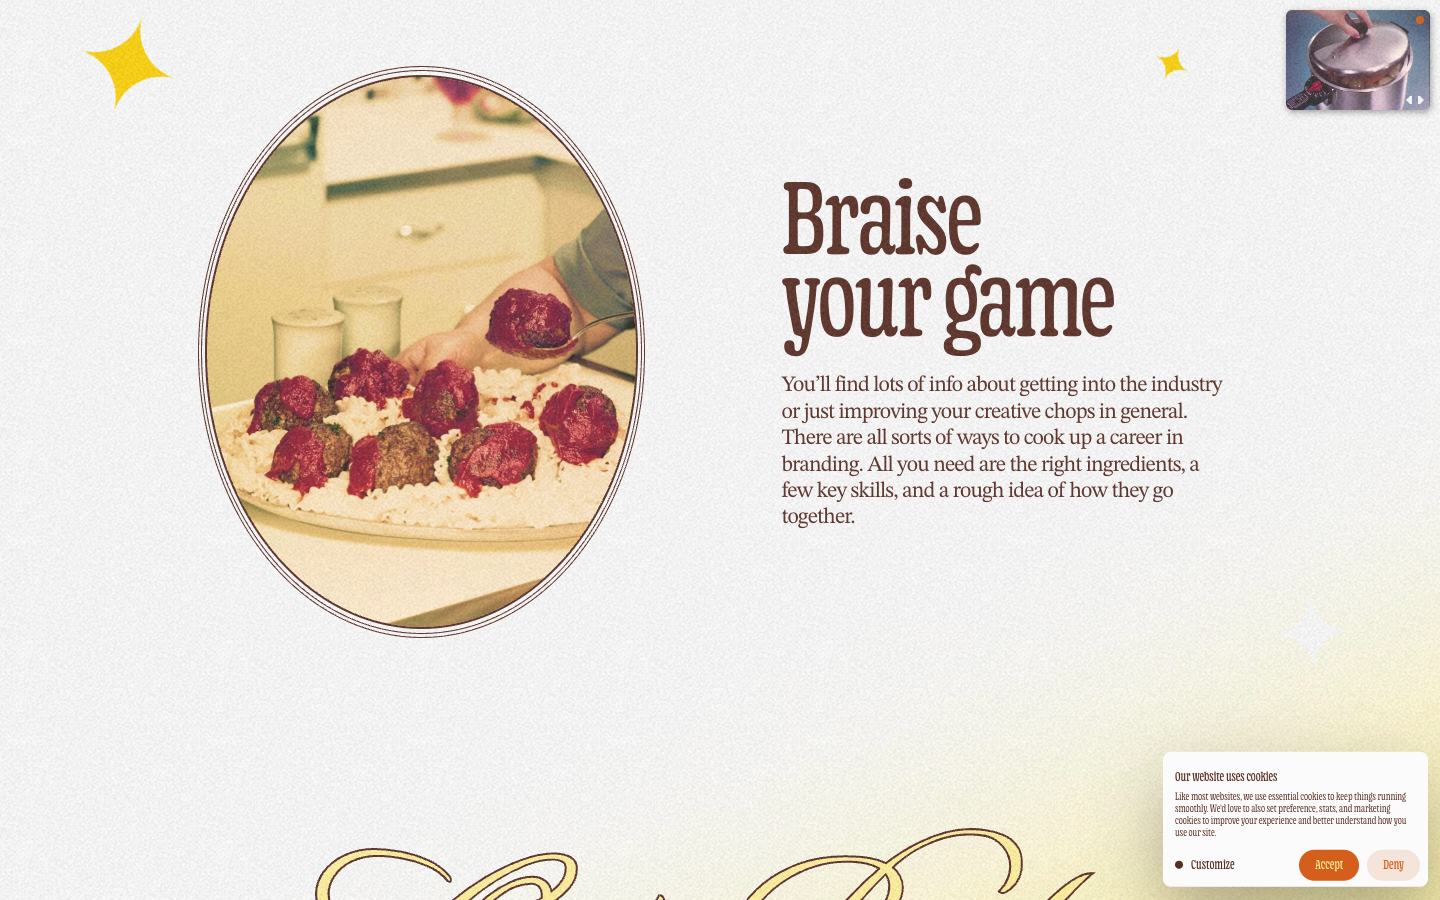 Braise
your game
You’ll find lots of info about getting into the industry
or just improving your creative chops in general.
There are all sorts of ways to cook up a career in
branding. All you need are the right ingredients, a
few key skills, and a rough idea of how they go
together.
Our website uses cookies
Like most websites, we use essential cookies to keep things running
smoothly. We'd love to also set preference, stats, and marketing
cookies to improve your experience and better understand how you
use our site.
Customize
Accept
Deny